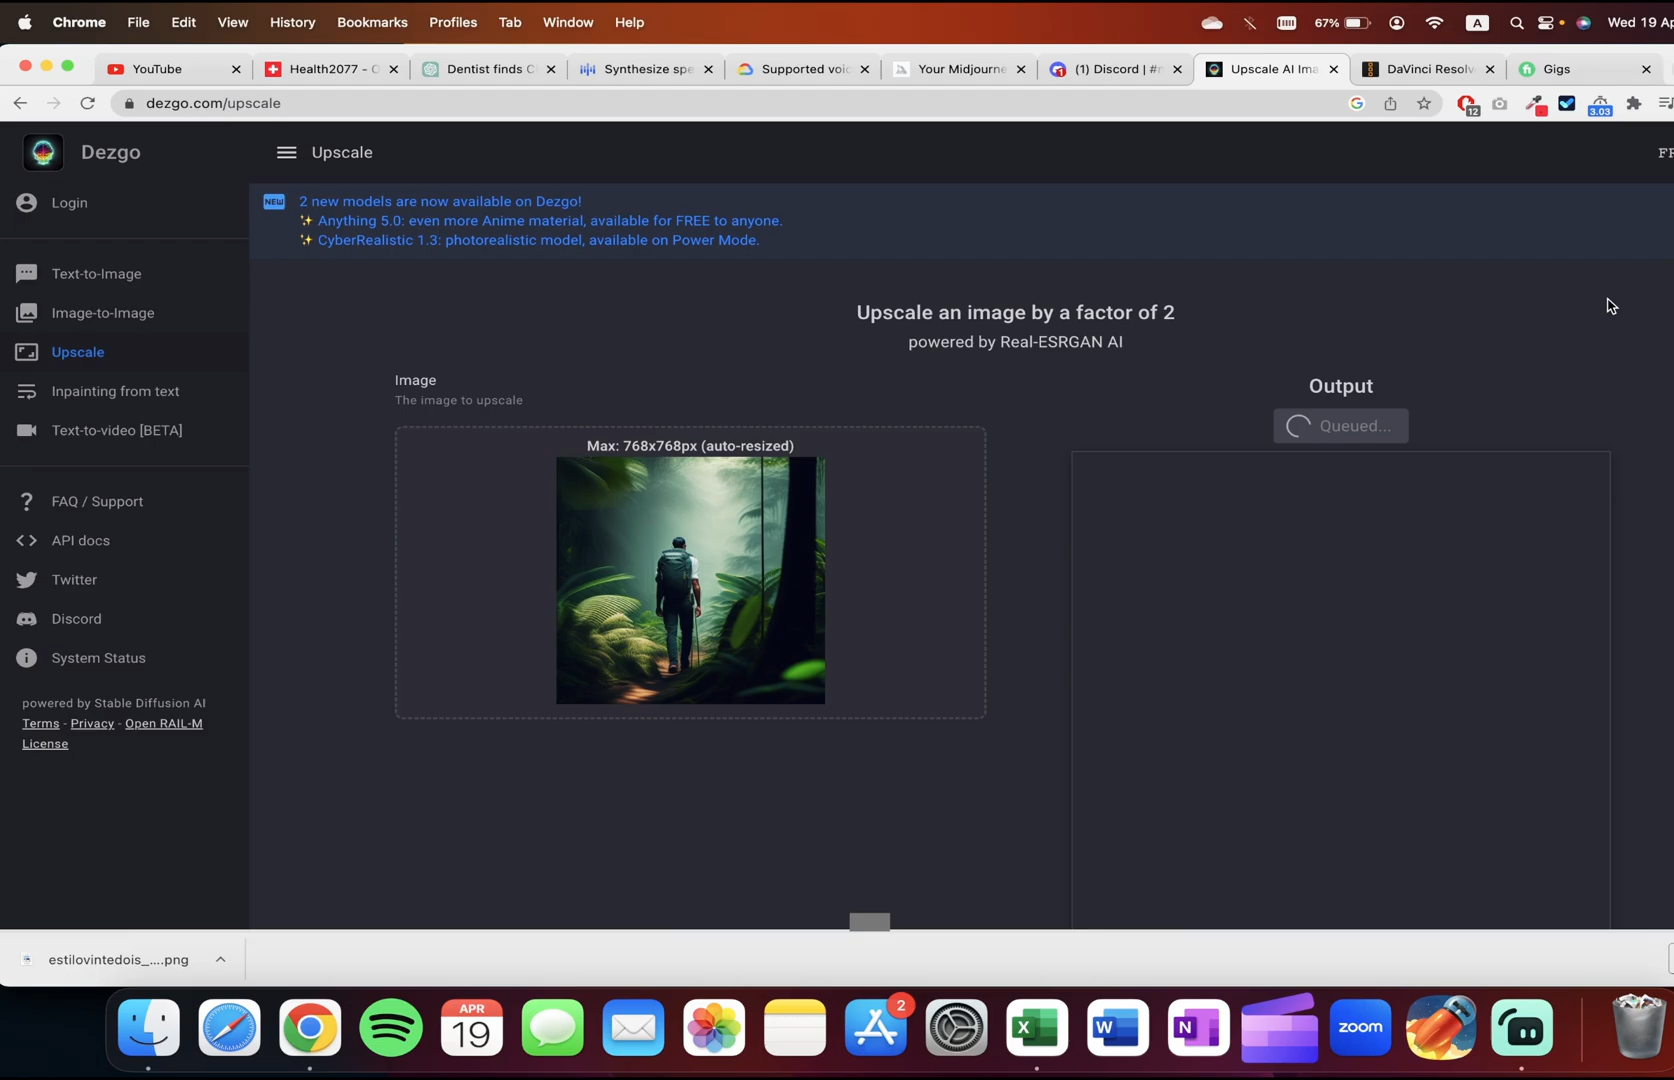 Chrome File Edit View History Bookmarks Profiles Tab Window Help 67% A Wed 19 Ap
YouTube Health2077 - G Dentist finds C Synthesize spe Supported voic Your Midjourne (1) Discord | #n Upscale AI Ima DaVinci Resolv Gigs
dezgo.com/upscale 12 3.03
Dezgo
Upscale
FR
Login
NEW 2 new models are now available on Dezgo!
✨ Anything 5.0: even more Anime material, available for FREE to anyone.
✨ CyberRealistic 1.3: photorealistic model, available on Power Mode.
Text-to-Image
Image-to-Image
Upscale
Inpainting from text
Text-to-video [BETA]
FAQ / Support
API docs
Twitter
Discord
System Status
powered by Stable Diffusion AI
Terms - Privacy - Open RAIL-M
License
Upscale an image by a factor of 2
powered by Real-ESRGAN AI
Image
The image to upscale
Max: 768x768px (auto-resized)
Output
Queued...
estilovintedois_....png
APR
19
2
X
W
N
zoom